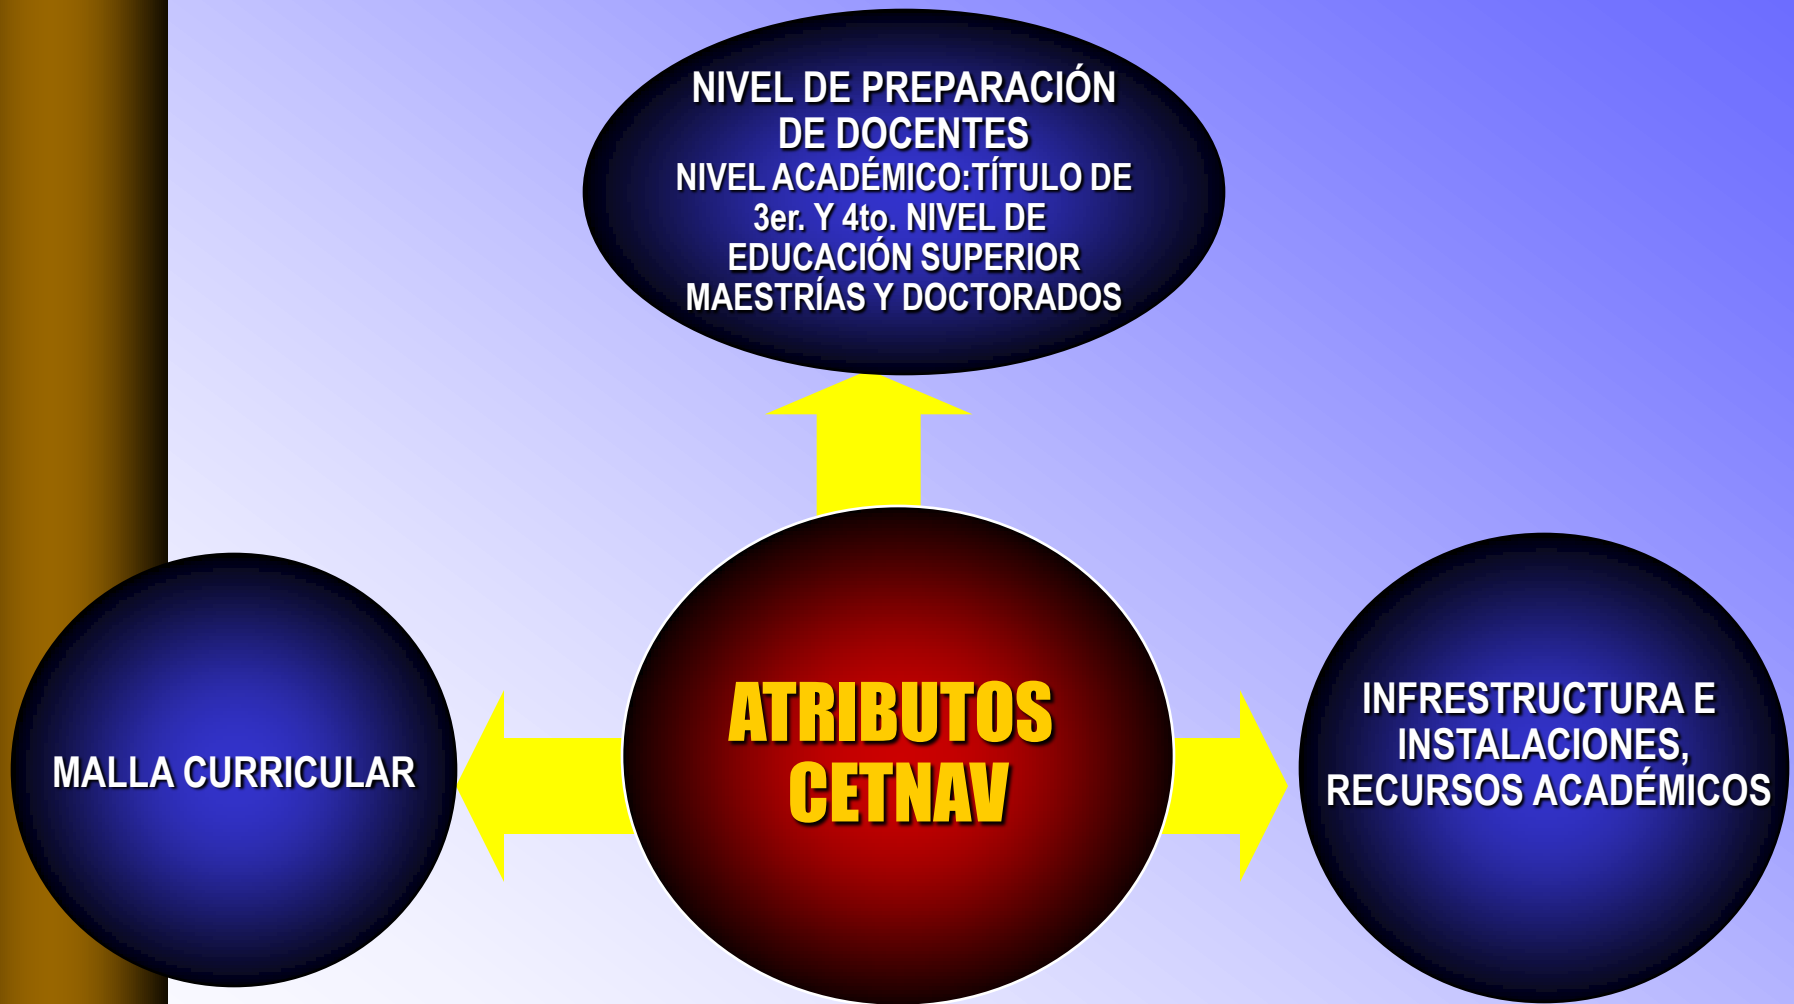 NIVEL DE PREPARACIÓN
DE DOCENTES
NIVEL ACADÉMICO:TÍTULO DE
3er. Y 4to. NIVEL DE
EDUCACIÓN SUPERIOR
MAESTRÍAS Y DOCTORADOS
MALLA CURRICULAR
ATRIBUTOS
CETNAV
INFRESTRUCTURA E
INSTALACIONES,
RECURSOS ACADÉMICOS